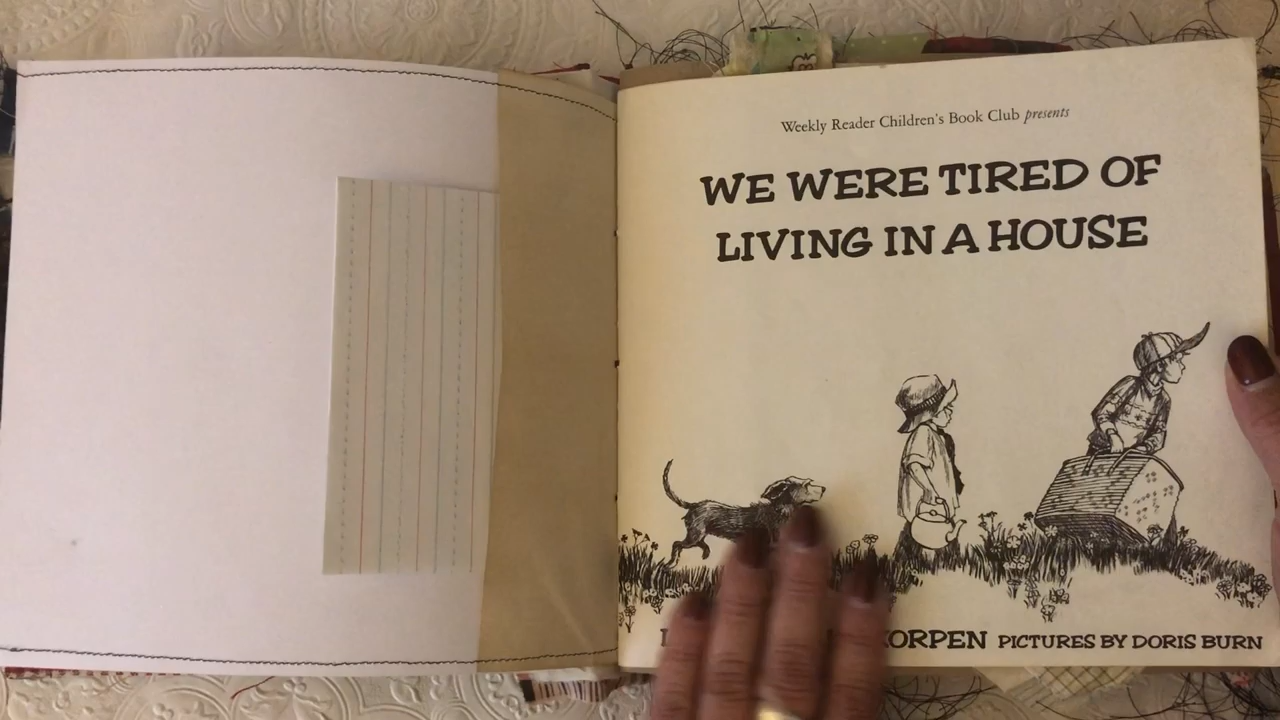 Weekly Reader Children's Book Club presents
WE WERE TIRED OF
LIVING IN A HOUSE
KORPEN PICTURES BY DORIS BURN